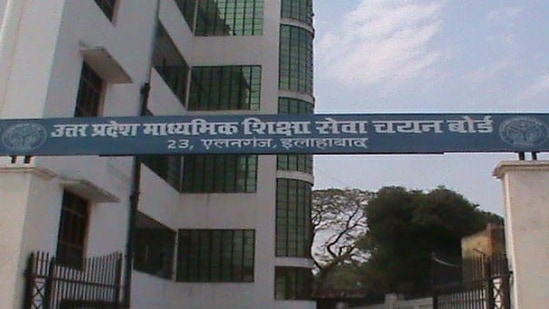 उत्तर प्रदेश माध्यमिक शिक्षा सेवा चयन बोर्ड
23, एलनगंज, इलाहाबाद